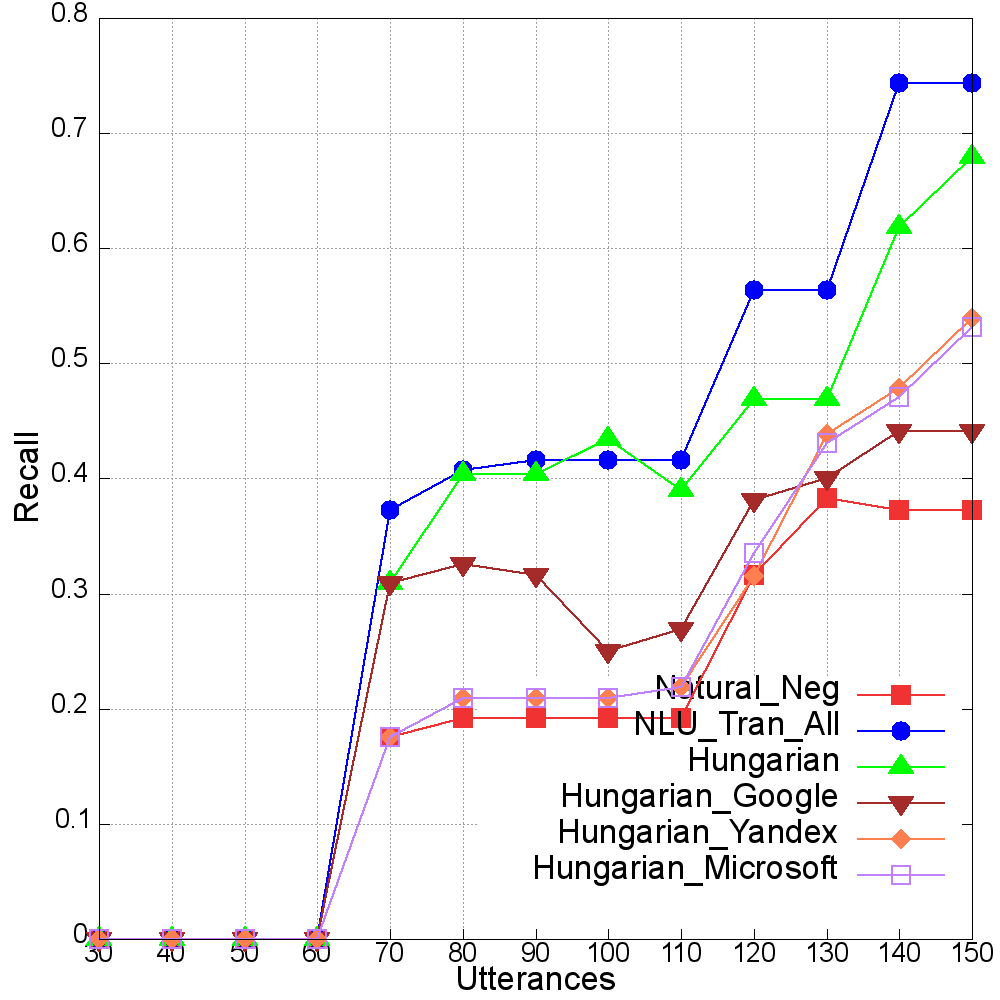 0.8
0.7
0.6
0.5
0.4
0.3
0.2
0.1
0
Recall
Natural_Neg
NLU_Tran_All
Hungarian
Hungarian_Google
Hungarian_Yandex
Hungarian_Microsoft
30 40 50 60 70 80 90 100 110 120 130 140 150
Utterances